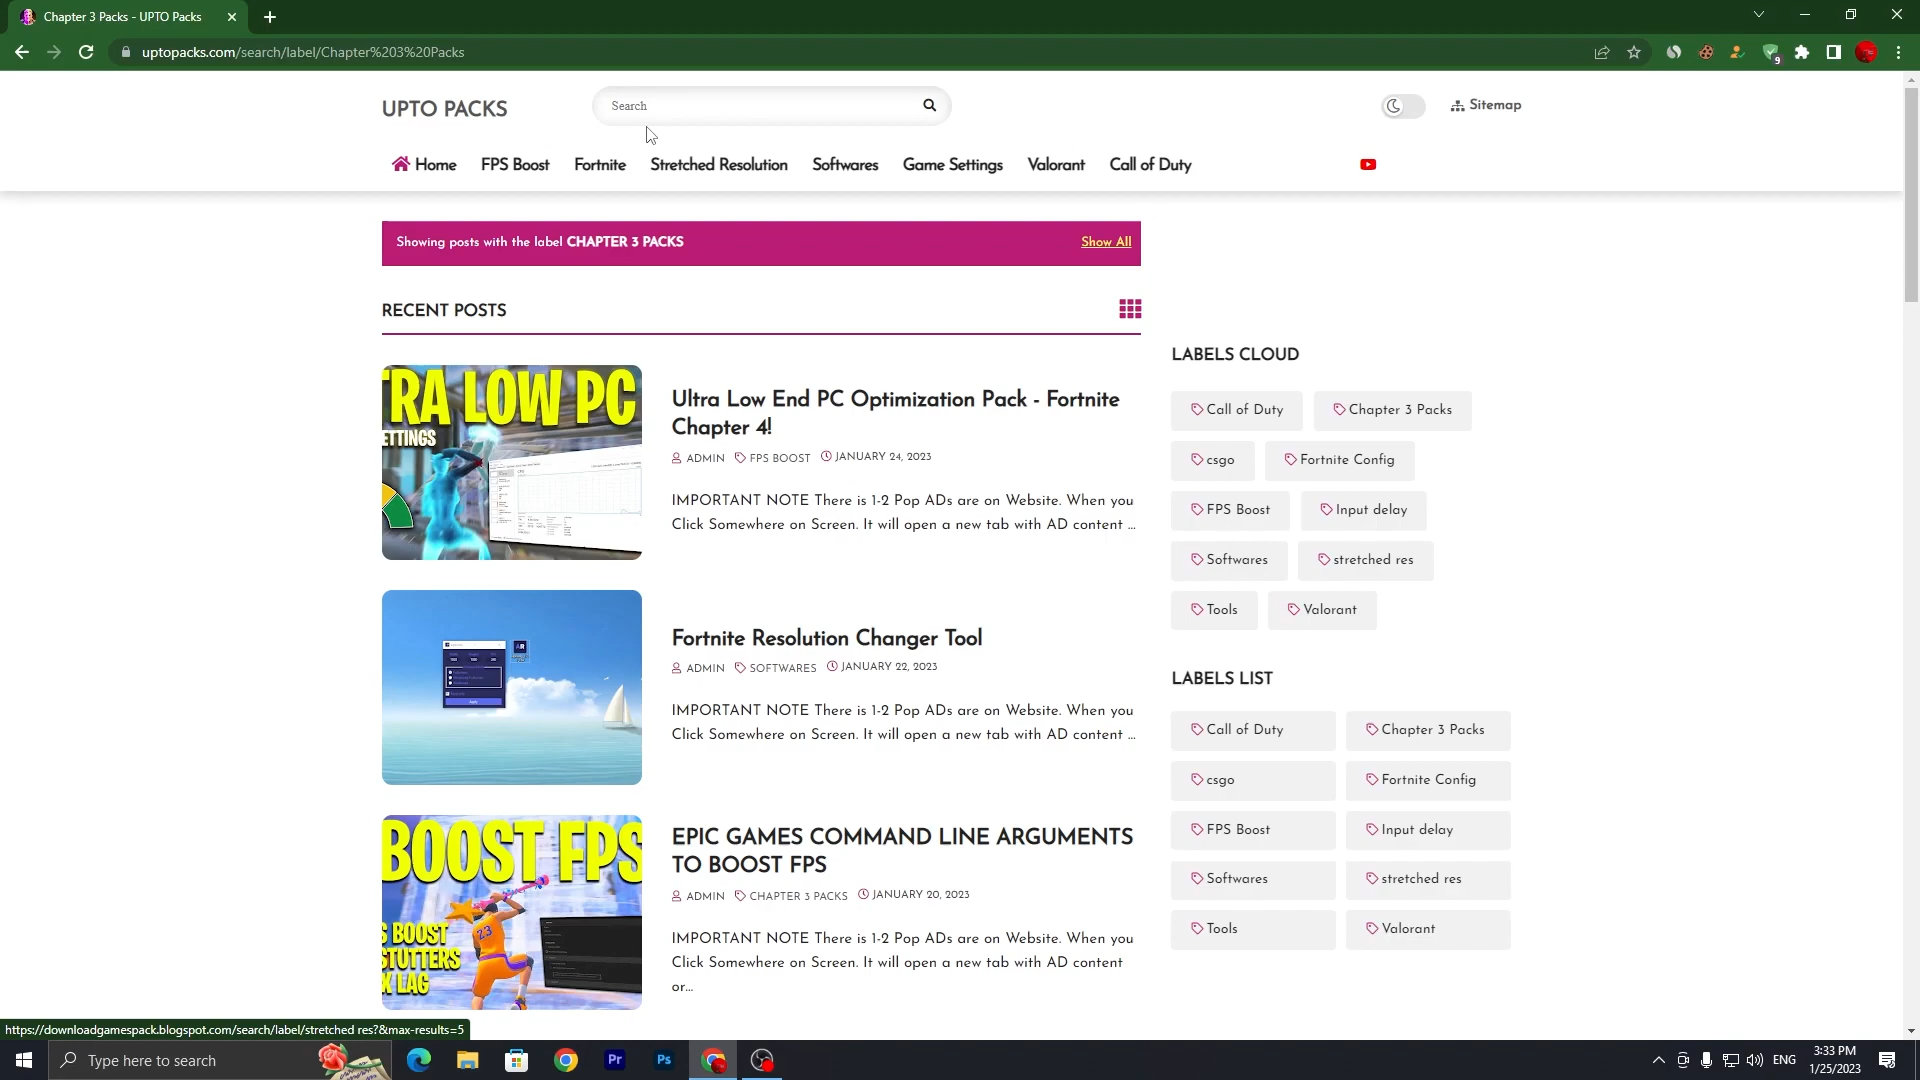 Chapter 3 Packs - UPTO Packs
uptopacks.com/search/label/Chapter%203%20Packs
9
UPTO PACKS
Search
Sitemap
Home
FPS Boost
Fortnite
Stretched Resolution
Softwares
Game Settings
Valorant
Call of Duty
Showing posts with the label CHAPTER 3 PACKS
Show All
RECENT POSTS
TRA LOW PC
ETTINGS
Ultra Low End PC Optimization Pack - Fortnite
Chapter 4!
ADMIN FPS BOOST JANUARY 24, 2023
IMPORTANT NOTE There is 1-2 Pop ADs are on Website. When you
Click Somewhere on Screen. It will open a new tab with AD content ...
Fortnite Resolution Changer Tool
ADMIN SOFTWARES JANUARY 22, 2023
IMPORTANT NOTE There is 1-2 Pop ADs are on Website. When you
Click Somewhere on Screen. It will open a new tab with AD content ...
BOOST FPS
S BOOST
STUTTERS
X LAG
23
EPIC GAMES COMMAND LINE ARGUMENTS
TO BOOST FPS
ADMIN CHAPTER 3 PACKS JANUARY 20, 2023
IMPORTANT NOTE There is 1-2 Pop ADs are on Website. When you
Click Somewhere on Screen. It will open a new tab with AD content
or...
LABELS CLOUD
Call of Duty
Chapter 3 Packs
csgo
Fortnite Config
FPS Boost
Input delay
Softwares
stretched res
Tools
Valorant
LABELS LIST
Call of Duty
Chapter 3 Packs
csgo
Fortnite Config
FPS Boost
Input delay
Softwares
stretched res
Tools
Valorant
https://downloadgamespack.blogspot.com/search/label/stretched res?&max-results=5
Type here to search
Pr
Ps
ENG
3:33 PM
1/25/2023